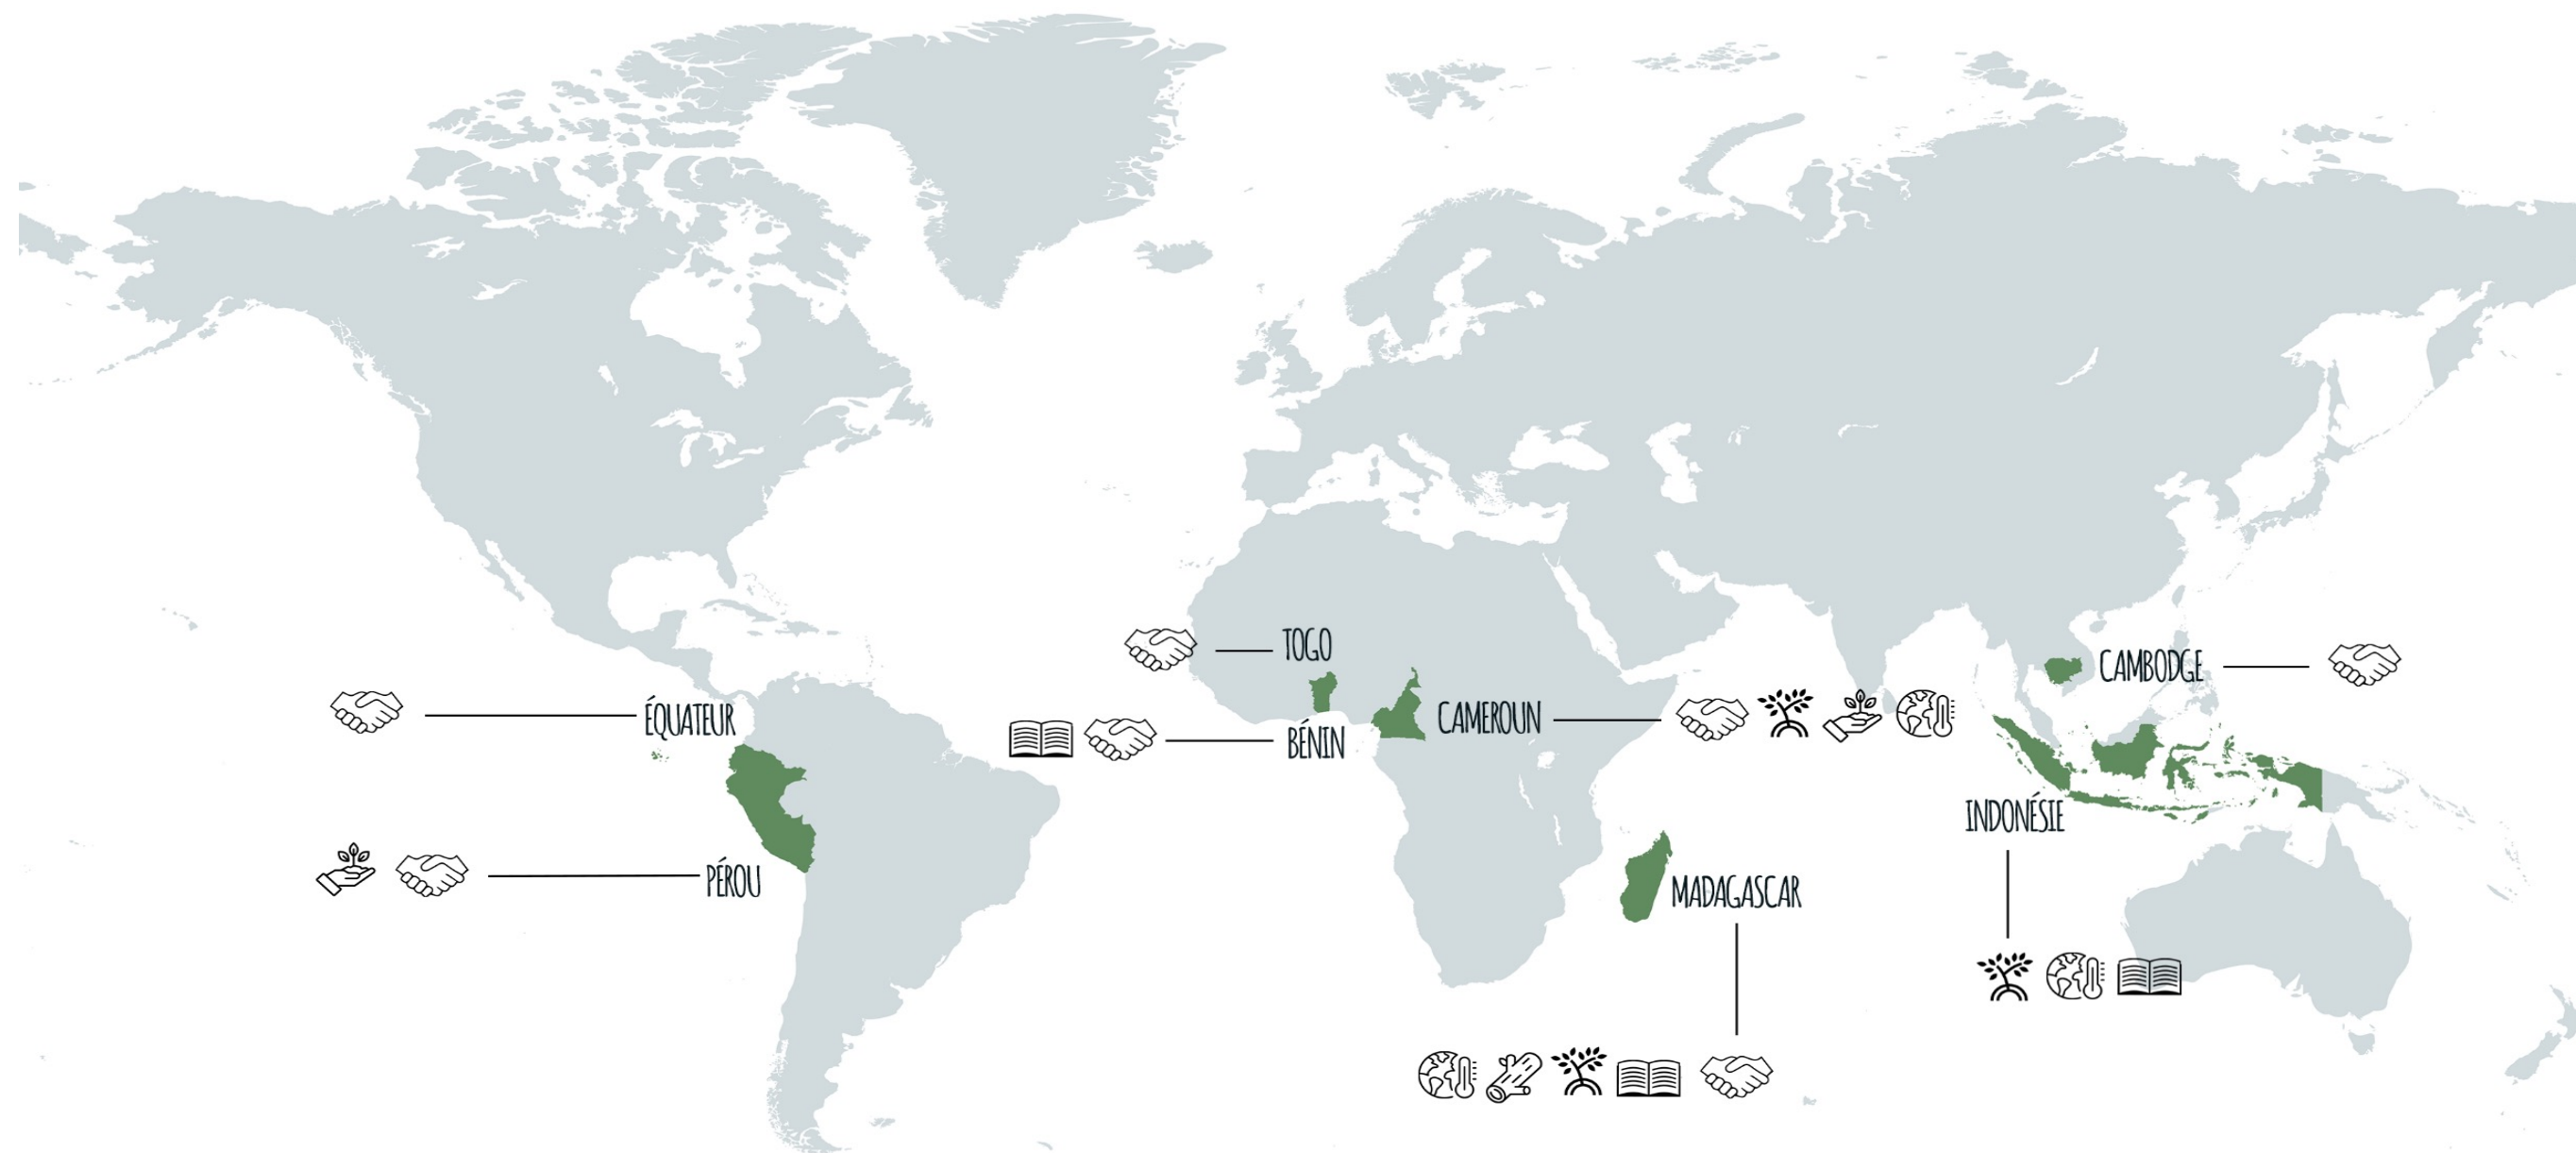 TOGO
CAMBODGE
ÉQUATEUR
CAMEROUN
BÉNIN
INDONÉSIE
PÉROU
MADAGASCAR